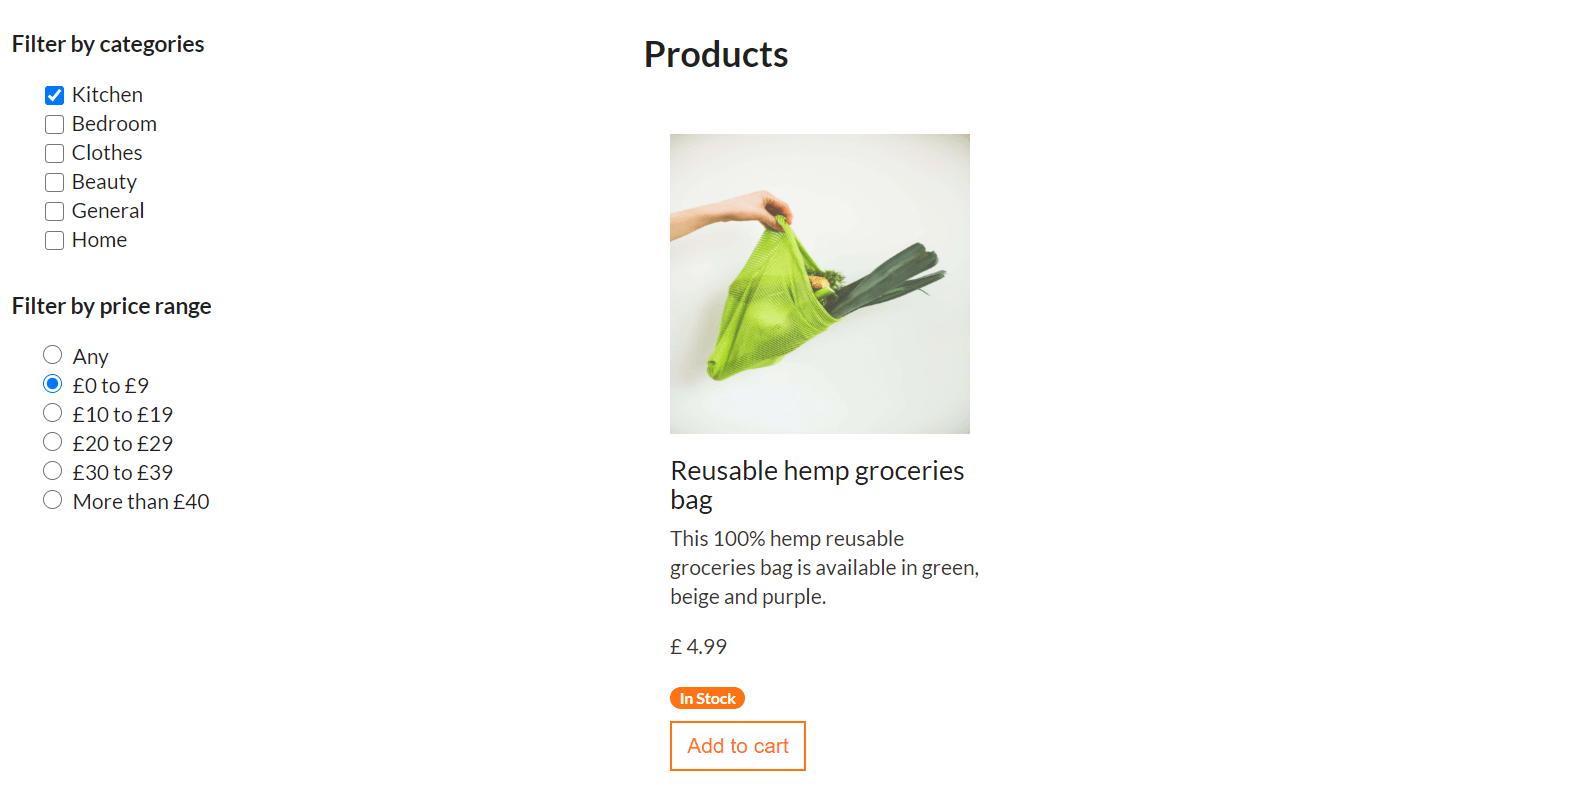 Filter by categories
Kitchen
Bedroom
Clothes
Beauty
General
Home
Filter by price range
Any
£0 to £9
£10 to £19
£20 to £29
£30 to £39
More than £40
Products
Reusable hemp groceries
bag
This 100% hemp reusable
groceries bag is available in green,
beige and purple.
£ 4.99
In Stock
Add to cart